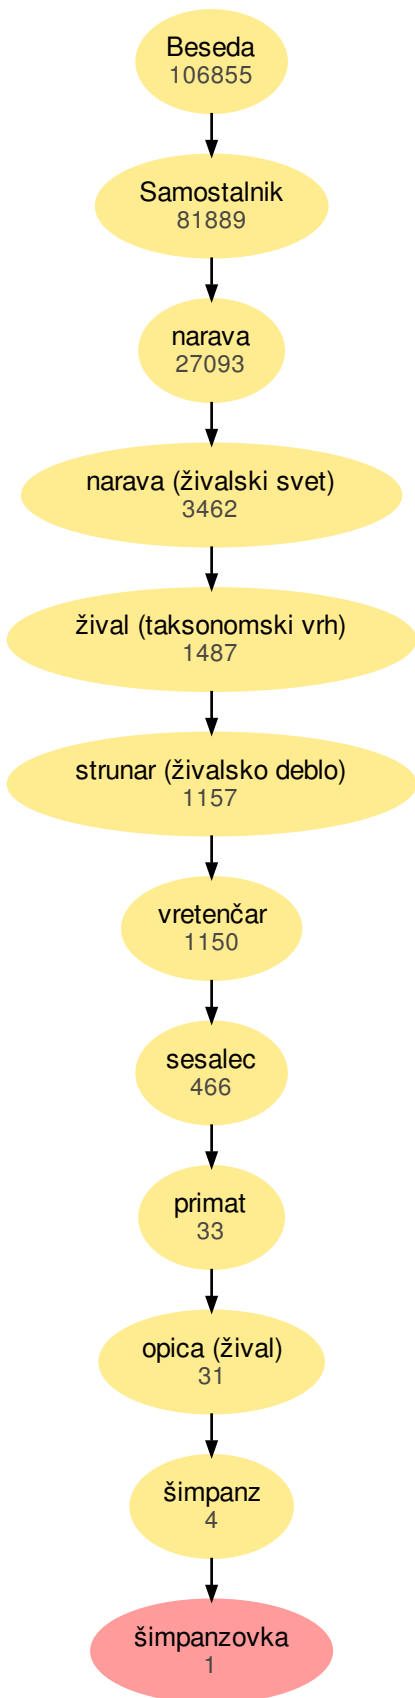 Beseda
106855
Samostalnik
81889
narava
27093
narava (živalski svet)
3462
žival (taksonomski vrh)
1487
strunar (živalsko deblo)
1157
vretenčar
1150
sesalec
466
primat
33
opica (žival)
31
šimpanz
4
šimpanzovka
1